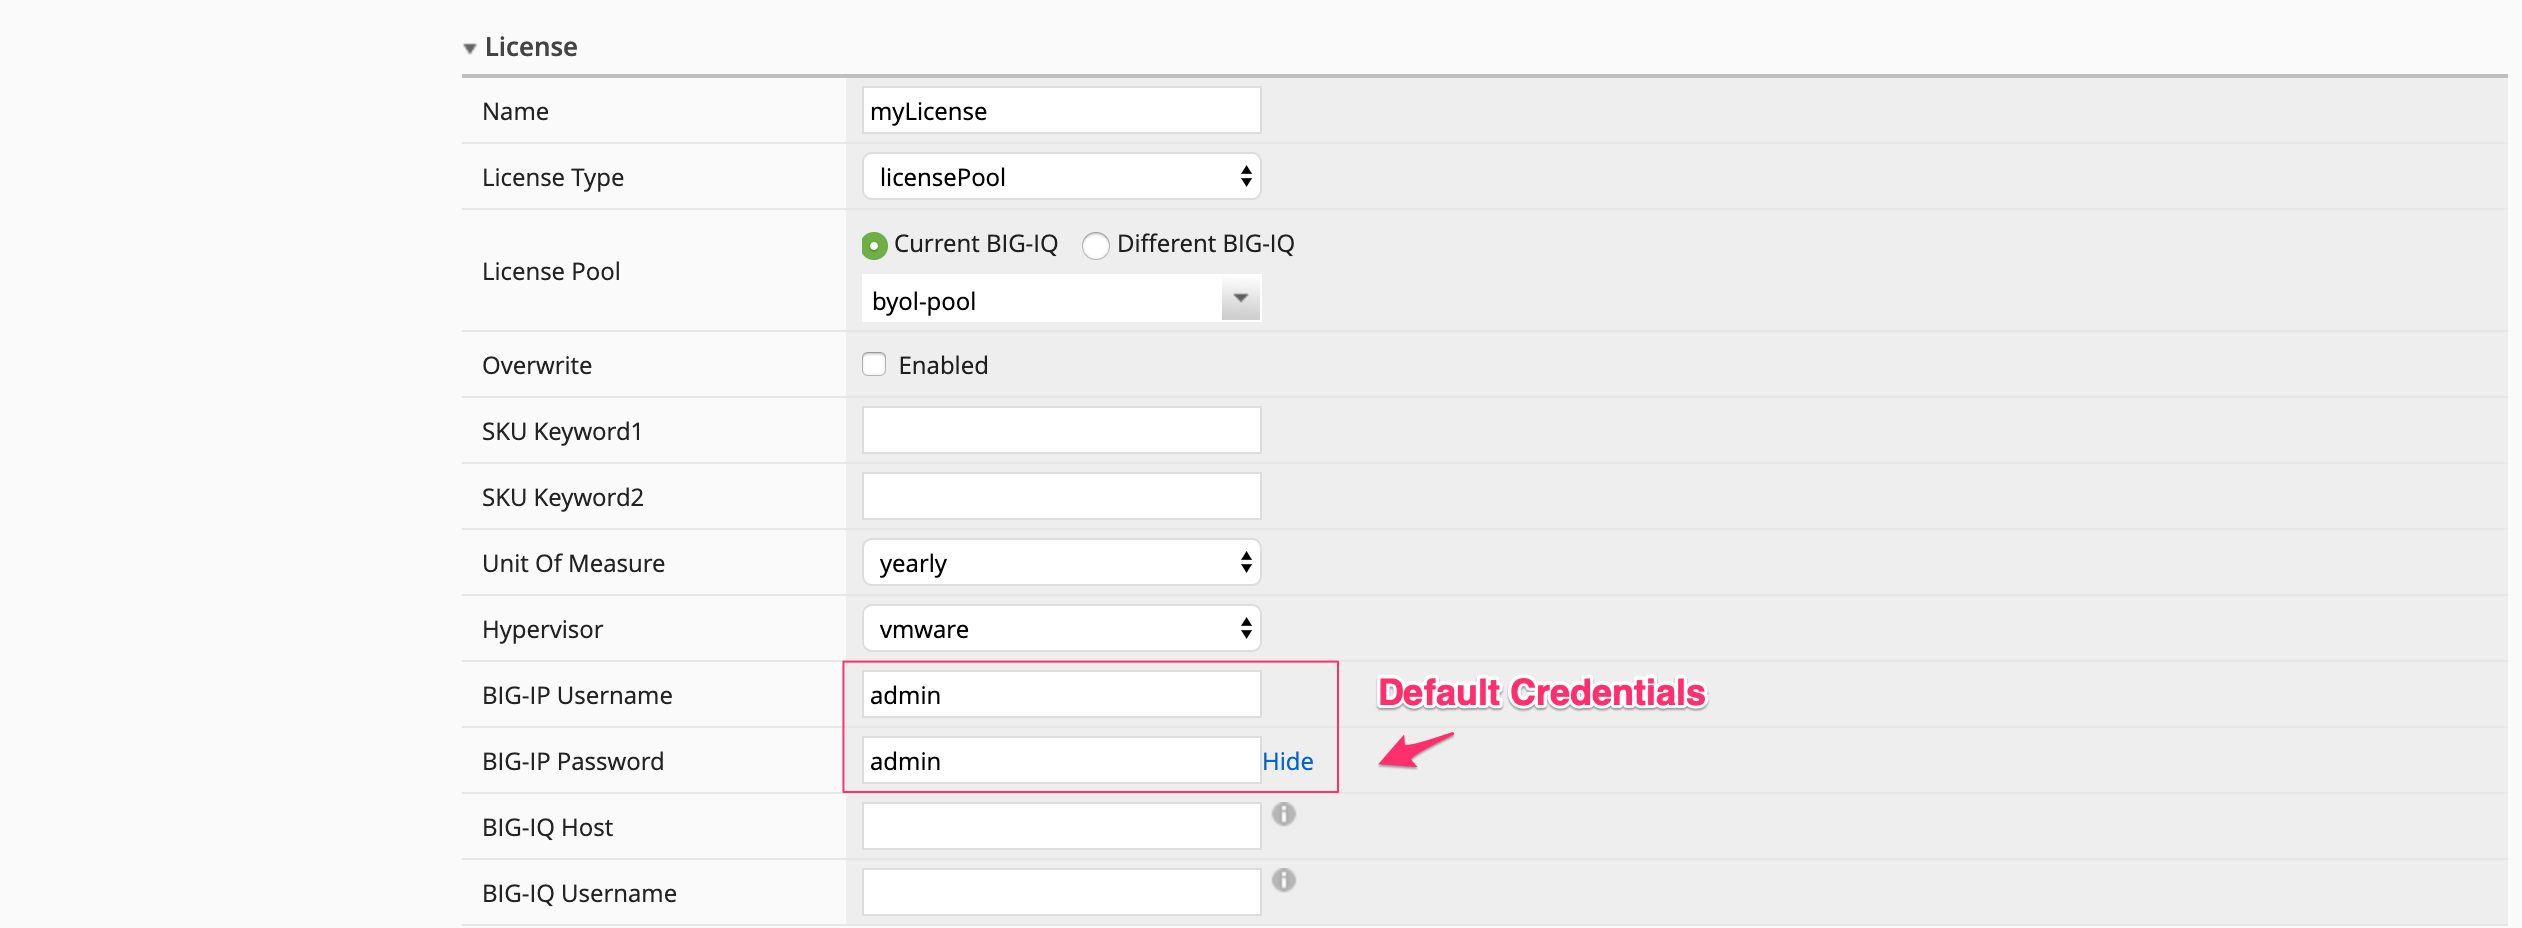 License
Name myLicense
License Type licensePool
Current BIG-IQ Different BIG-IQ
License Pool
byol-pool
Overwrite Enabled
SKU Keyword1
SKU Keyword2
Unit Of Measure yearly
Hypervisor vmware
BIG-IP Username admin Default Credentials
BIG-IP Password admin Hide
BIG-IQ Host
BIG-IQ Username